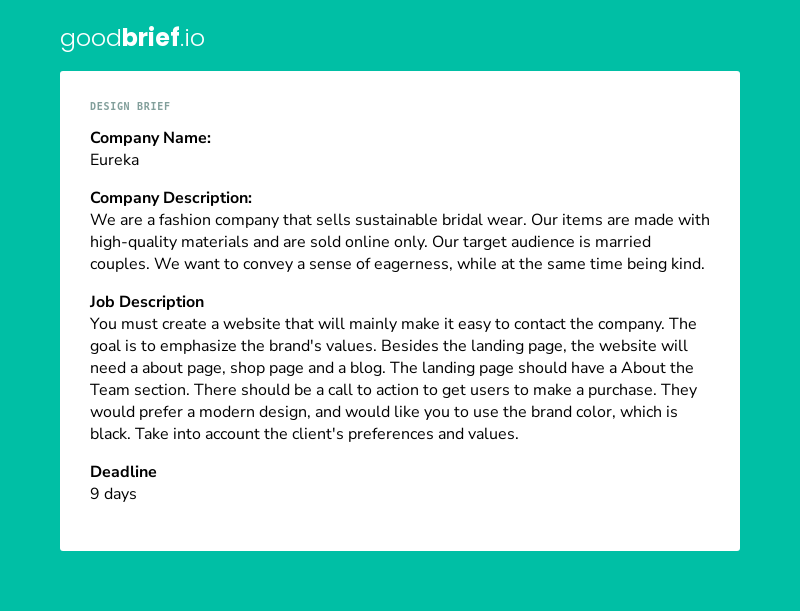 goodbrief.io
DESIGN BRIEF
Company Name:
Eureka
Company Description:
We are a fashion company that sells sustainable bridal wear. Our items are made with
high-quality materials and are sold online only. Our target audience is married
couples. We want to convey a sense of eagerness, while at the same time being kind.
Job Description
You must create a website that will mainly make it easy to contact the company. The
goal is to emphasize the brand's values. Besides the landing page, the website will
need a about page, shop page and a blog. The landing page should have a About the
Team section. There should be a call to action to get users to make a purchase. They
would prefer a modern design, and would like you to use the brand color, which is
black. Take into account the client's preferences and values.
Deadline
9 days